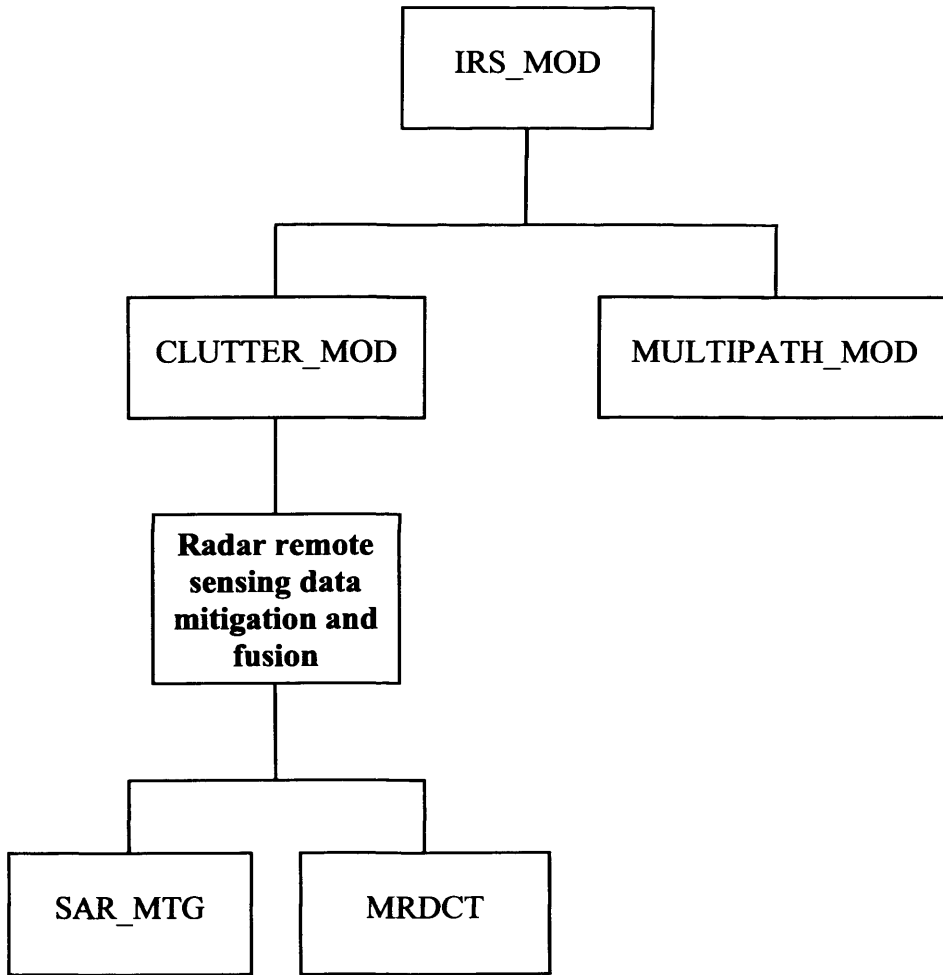 IRS_MOD
CLUTTER_MOD
MULTIPATH_MOD
Radar remote
sensing data
mitigation and
fusion
SAR_MTG
MRDCT